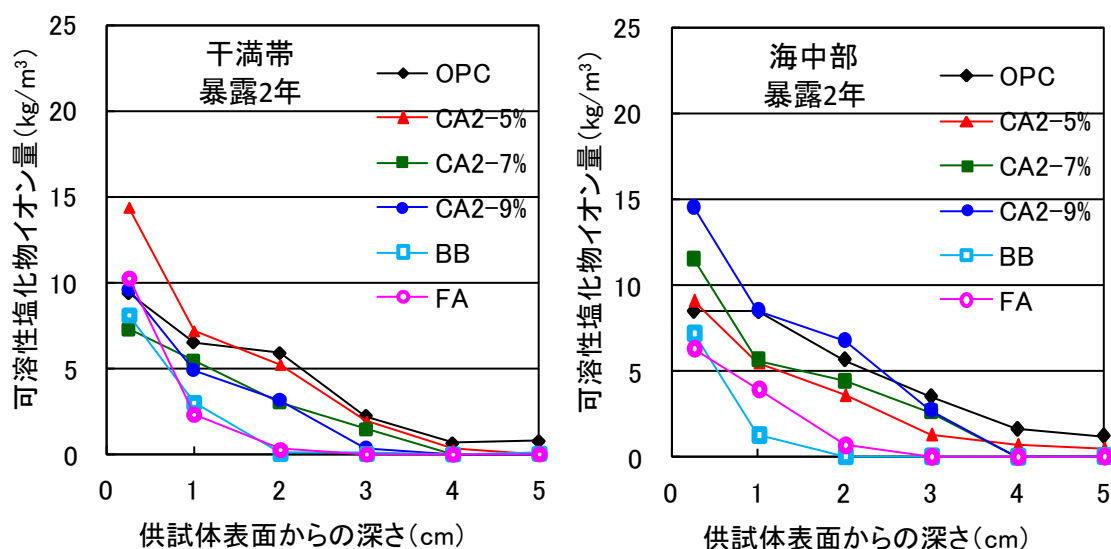 可溶性塩化物イオン量(kg/m³)
25
20
15
10
5
0
干満帯
暴露2年
OPC
CA2-5%
CA2-7%
CA2-9%
BB
FA
0 1 2 3 4 5
供試体表面からの深さ(cm)
可溶性塩化物イオン量(kg/m³)
25
20
15
10
5
0
海中部
暴露2年
OPC
CA2-5%
CA2-7%
CA2-9%
BB
FA
0 1 2 3 4 5
供試体表面からの深さ(cm)